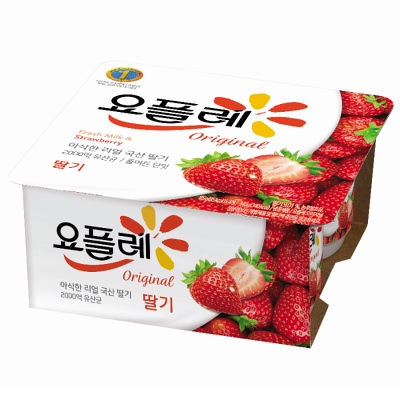 요플레
Original
Fresh Milk &
Strawberry
아삭한 리얼 국산 딸기
2000억 유산균 / 줄여든 단맛
딸기
요플레
Original
아삭한 리얼 국산 딸기
2000억 유산균
딸기